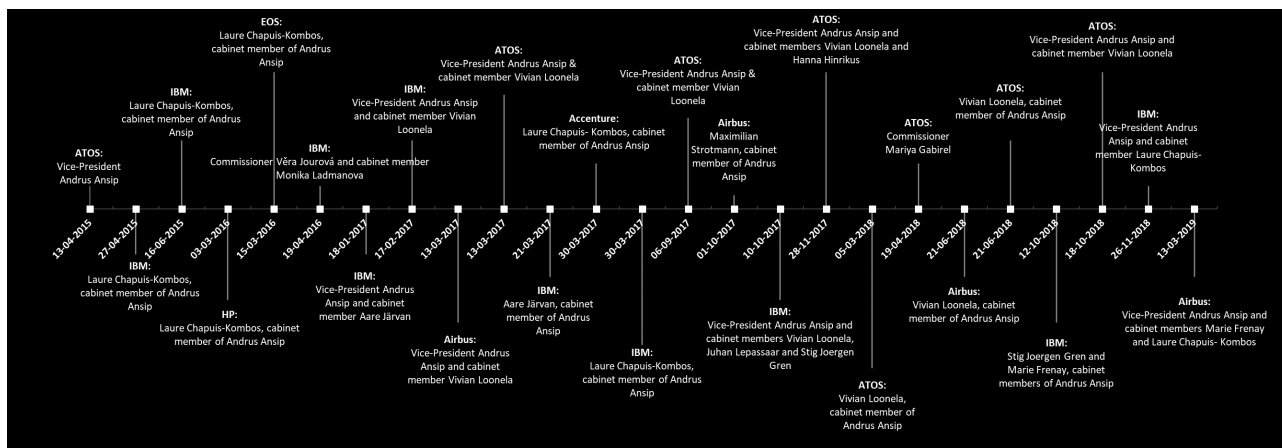 EOS:
Laure Chapuis-Kombos,
cabinet member of Andrus
Ansip
ATOS:
Vice-President Andrus Ansip and
cabinet members Vivian Loonela and
Hanna Hinrikus
ATOS:
Vice-President Andrus Ansip and
cabinet member Vivian Loonela
ATOS:
Vice-President Andrus Ansip &
cabinet member Vivian Loonela
ATOS:
Vice-President Andrus Ansip &
cabinet member Vivian
Loonela
IBM:
Laure Chapuis-Kombos,
cabinet member of Andrus
Ansip
IBM:
Vice-President Andrus Ansip
and cabinet member Vivian
Loonela
ATOS:
Vivian Loonela, cabinet
member of Andrus Ansip
Accenture:
Laure Chapuis- Kombos, cabinet
member of Andrus Ansip
Airbus:
Maximilian
Strotmann, cabinet
member of Andrus
Ansip
ATOS:
Commissioner
Mariya Gabirel
IBM:
Vice-President Andrus
Ansip and cabinet
member Laure Chapuis-
Kombos
ATOS:
Vice-President
Andrus Ansip
IBM:
Commissioner Věra Jourová and cabinet member
Monika Ladmanova
13-04-2015
27-04-2015
16-06-2015
03-03-2016
15-03-2016
19-04-2016
18-01-2017
17-02-2017
13-03-2017
13-03-2017
21-03-2017
30-03-2017
30-03-2017
06-09-2017
01-10-2017
10-10-2017
28-11-2017
05-03-2018
19-04-2018
21-06-2018
21-06-2018
12-10-2018
18-10-2018
26-11-2018
13-03-2019
IBM:
Laure Chapuis-Kombos,
cabinet member of Andrus
Ansip
HP:
Laure Chapuis-Kombos, cabinet
member of Andrus Ansip
IBM:
Vice-President Andrus
Ansip and cabinet
member Aare Järvan
Airbus:
Vice-President Andrus
Ansip and cabinet
member Vivian Loonela
IBM:
Aare Järvan, cabinet
member of Andrus
Ansip
IBM:
Laure Chapuis-Kombos,
cabinet member of Andrus
Ansip
IBM:
Vice-President Andrus Ansip and
cabinet members Vivian Loonela,
Juhan Lepassaar and Stig Joergen
Gren
ATOS:
Vivian Loonela,
cabinet member of
Andrus Ansip
Airbus:
Vivian Loonela, cabinet
member of Andrus Ansip
IBM:
Stig Joergen Gren and
Marie Frenay, cabinet
members of Andrus Ansip
Airbus:
Vice-President Andrus Ansip and
cabinet members Marie Frenay
and Laure Chapuis- Kombos